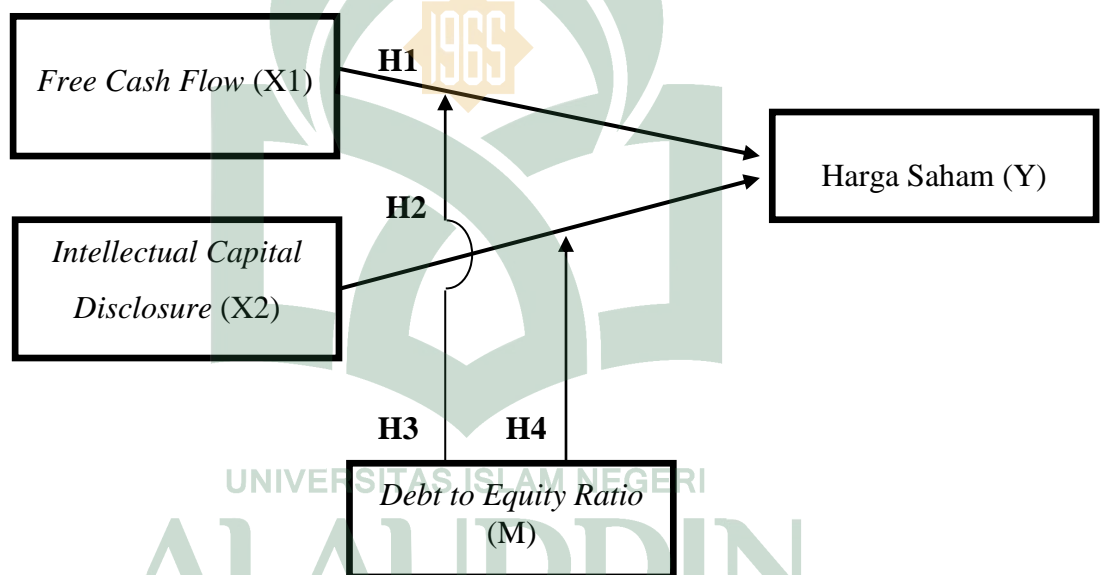 1965
H1
Free Cash Flow (X1)
Harga Saham (Y)
H2
Intellectual Capital
Disclosure (X2)
H3 H4
UNIVERSITAS ISLAM NEGERI
Debt to Equity Ratio
(M)
ALAUDDIN